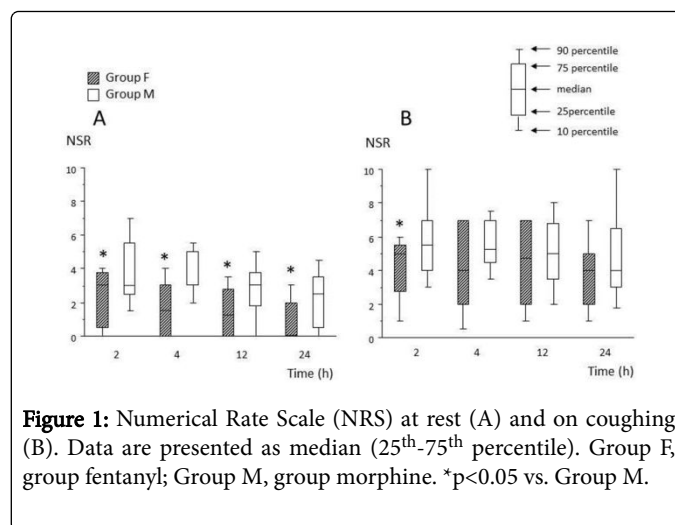 Group F
Group M
90 percentile
75 percentile
median
25percentile
10 percentile
A
B
NSR
NSR
10
8
6
4
2
0
* * * *
2 4 12 24
Time (h)
10
8
6
4
2
0
*
2 4 12 24
Time (h)
Figure 1: Numerical Rate Scale (NRS) at rest (A) and on coughing
(B). Data are presented as median (25th-75th percentile). Group F,
group fentanyl; Group M, group morphine. *p<0.05 vs. Group M.